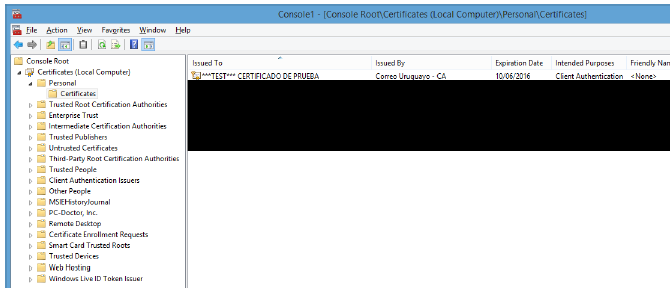 Console1 - [Console Root\Certificates (Local Computer)\Personal\Certificates]
File Action View Favorites Window Help
Console Root
Certificates (Local Computer)
Personal
Certificates
Trusted Root Certification Authorities
Enterprise Trust
Intermediate Certification Authorities
Trusted Publishers
Untrusted Certificates
Third-Party Root Certification Authorities
Trusted People
Client Authentication Issuers
Other People
MSIEHistoryJournal
PC-Doctor, Inc.
Remote Desktop
Certificate Enrollment Requests
Smart Card Trusted Roots
Trusted Devices
Web Hosting
Windows Live ID Token Issuer
Issued To Issued By Expiration Date Intended Purposes Friendly Nan
***TEST*** CERTIFICADO DE PRUEBA Correo Uruguayo - CA 10/06/2016 Client Authentication <None>